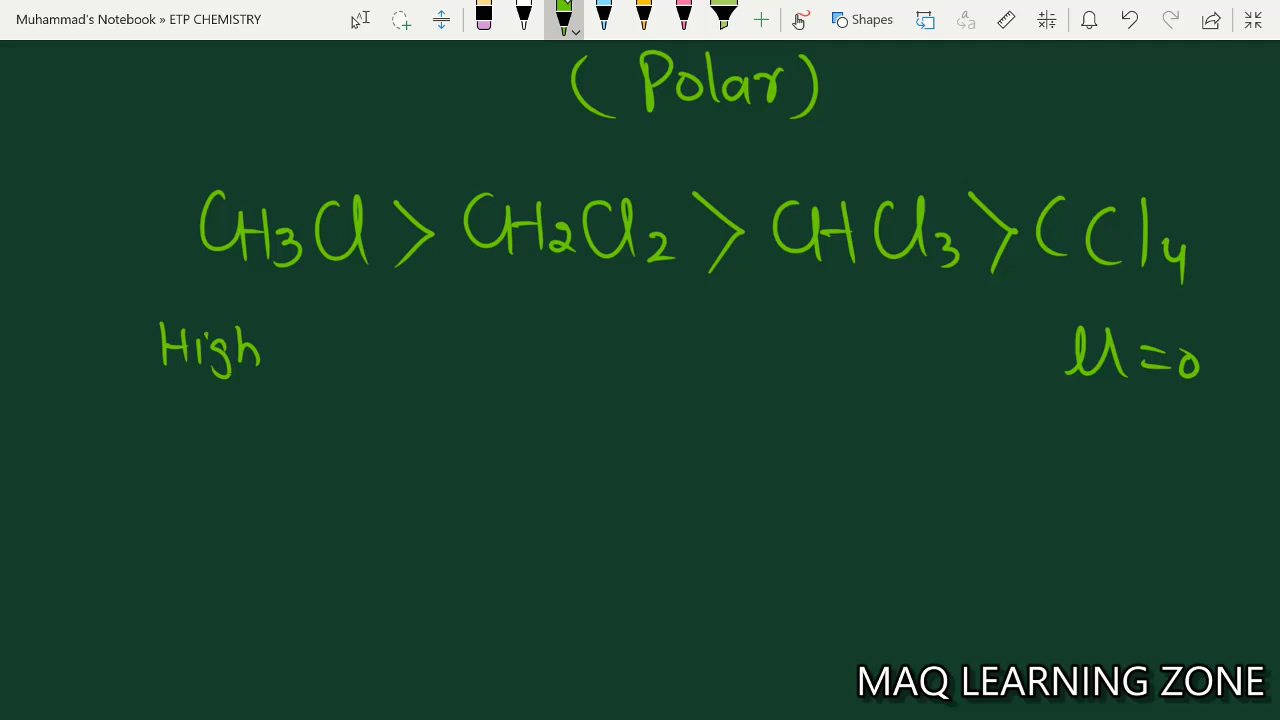 Muhammad's Notebook » ETP CHEMISTRY
Shapes
( Polar )
CH3Cl > CH2Cl2 > CHCl3 > CCl4
High
μ = 0
MAQ LEARNING ZONE